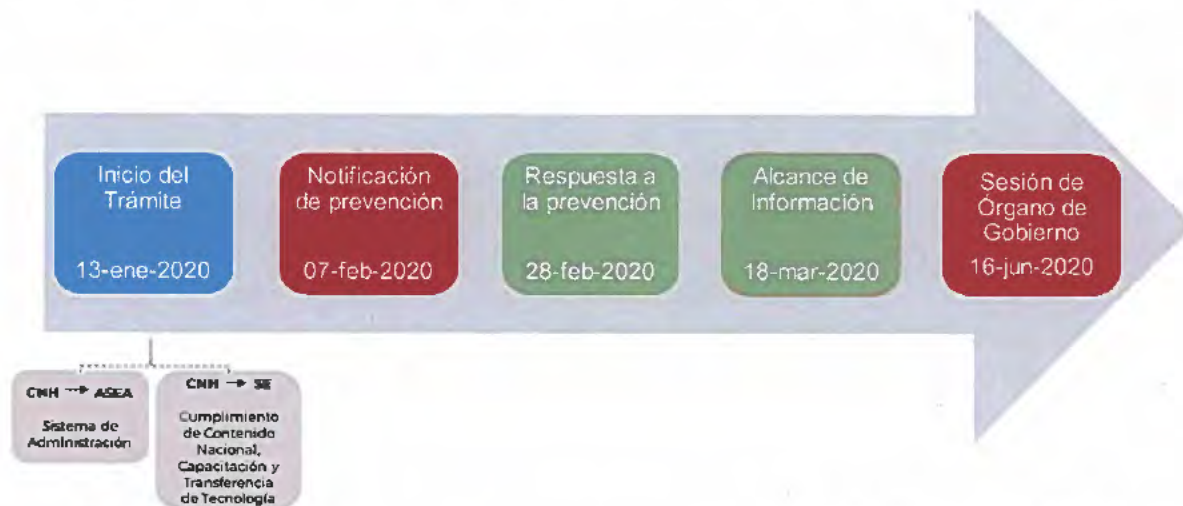 Inicio del
Trámite
13-ene-2020
Notificación
de prevención
07-feb-2020
Respuesta a
la prevención
28-feb-2020
Alcance de
Información
18-mar-2020
Sesión de
Órgano de
Gobierno
16-jun-2020
CNH → ASEA
Sistema de
Administración
CNH → SE
Cumplimiento
de Contenido
Nacional,
Capacitación y
Transferencia
de Tecnología